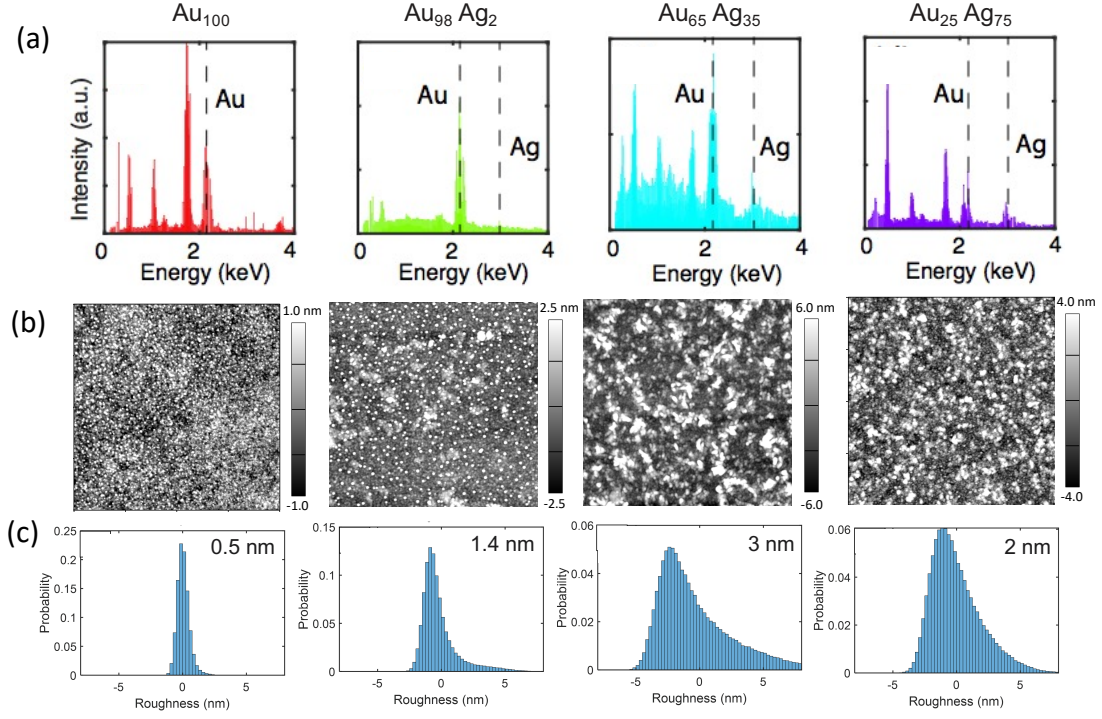 Au₁₀₀ Au₉₈ Ag₂ Au₆₅ Ag₃₅ Au₂₅ Ag₇₅
(a)
Intensity (a.u.)
Au
Au
Ag
Au
Ag
Au
Ag
0 2 4
0 2 4
0 2 4
0 2 4
Energy (keV) Energy (keV) Energy (keV) Energy (keV)
(b)
1.0 nm
-1.0
2.5 nm
-2.5
6.0 nm
-6.0
4.0 nm
-4.0
(c)
0.5 nm
0.25
0.2
0.15
0.1
0.05
0
Probability
-5 0 5
Roughness (nm)
1.4 nm
0.15
0.1
0.05
0
Probability
-5 0 5
Roughness (nm)
3 nm
0.06
0.04
0.02
0
Probability
-5 0 5
Roughness (nm)
2 nm
0.06
0.04
0.02
0
Probability
-5 0 5
Roughness (nm)